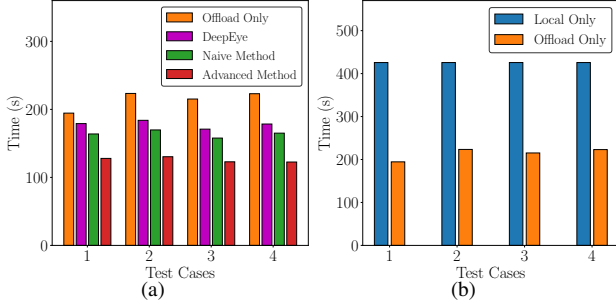 Offload Only
DeepEye
Naive Method
Advanced Method
Time (s)
300
200
100
0
1 2 3 4
Test Cases
(a)
Local Only
Offload Only
Time (s)
500
400
300
200
100
0
1 2 3 4
Test Cases
(b)